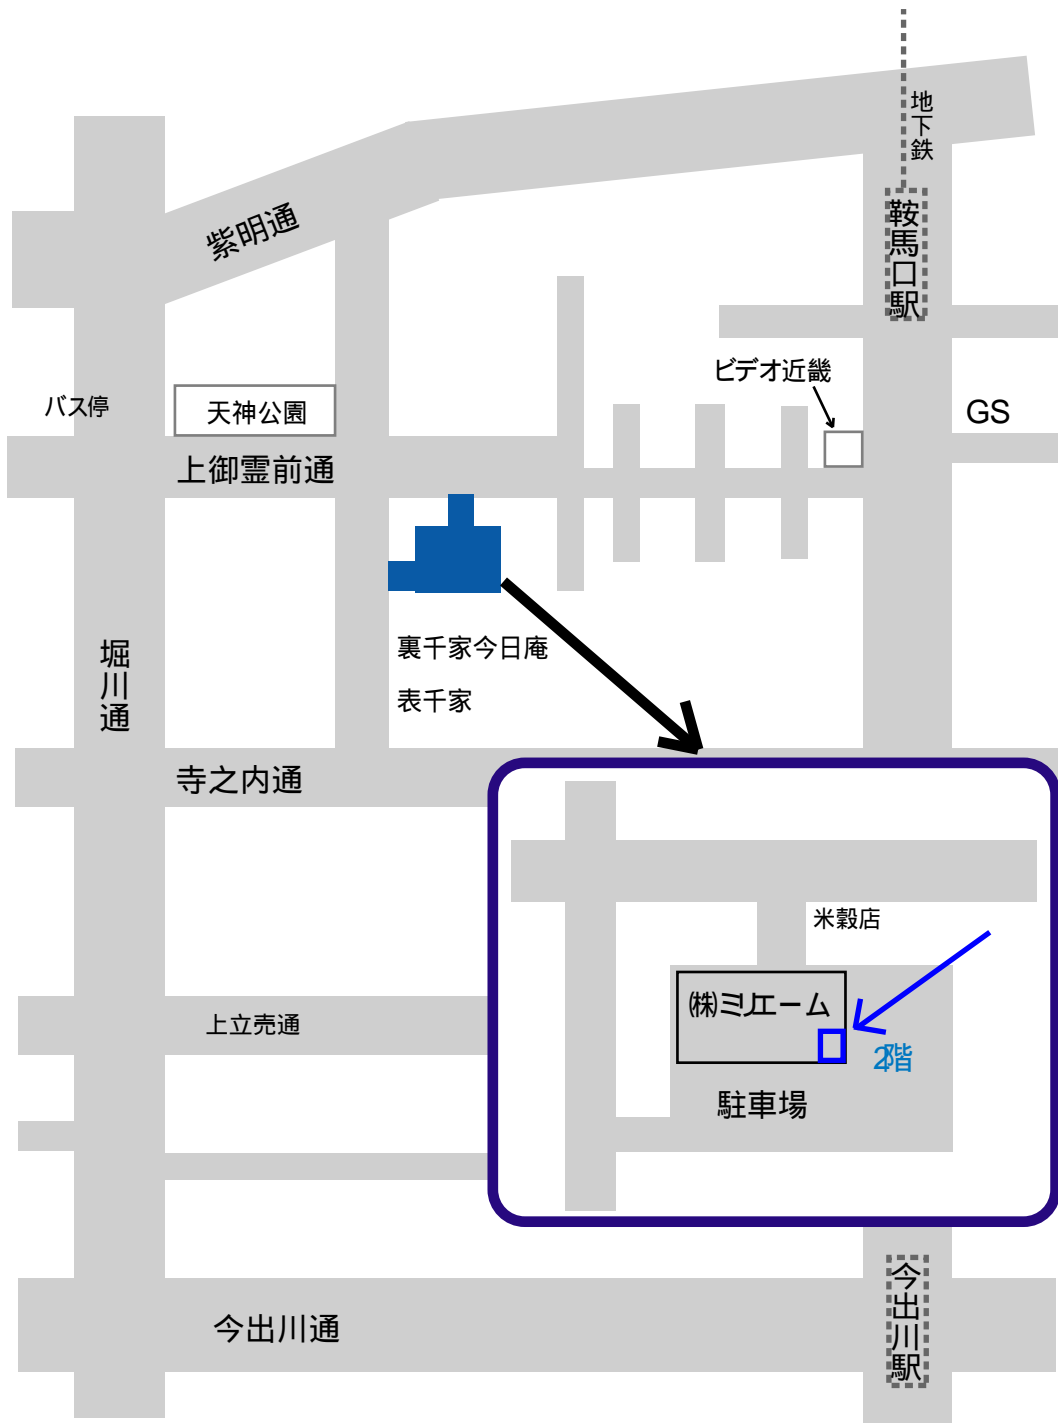 地下鉄
鞍馬口駅
紫明通
ビデオ近畿
バス停
天神公園
GS
上御霊前通
堀川通
裏千家今日庵
表千家
寺之内通
米穀店
㈱ミリエーム
上立売通
2階
駐車場
今出川通
今出川駅